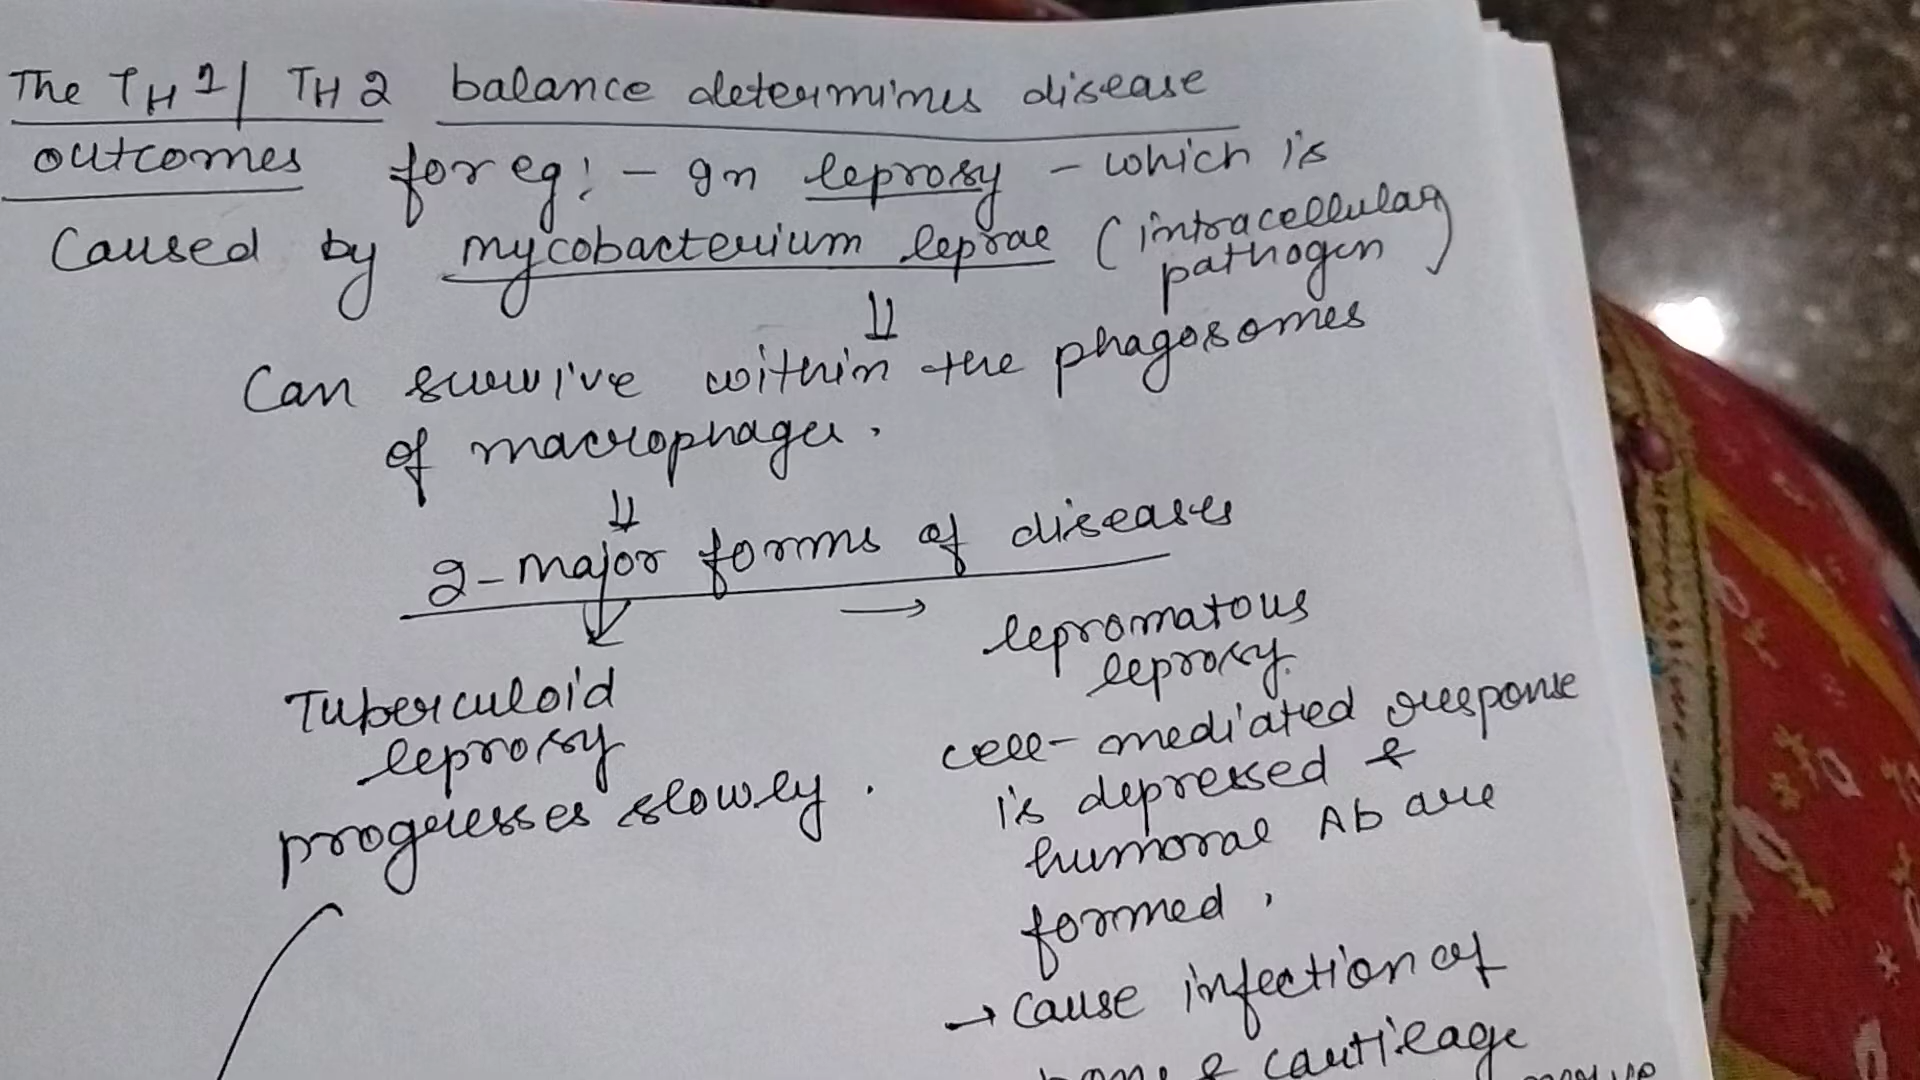 The TH1/ TH2 balance determines disease
outcomes for eg:- In leprosy - which is
caused by mycobacterium leprae (intracellular
pathogen)
⇓
Can survive within the phagosomes
of macrophages.
⇓
2-major forms of diseases
→
Tuberculoid
leprosy
progresses slowly.
lepromatous
leprosy.
cell-mediated response
is depressed &
humoral Ab are
formed.
→ Cause infection of
bone & cartilage